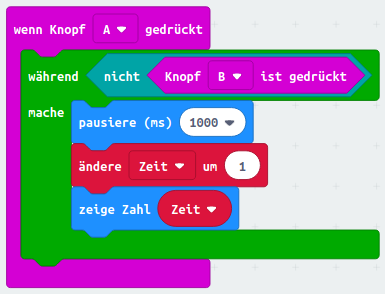 wenn Knopf A gedrückt
während nicht Knopf B ist gedrückt
mache
pausiere (ms) 1000
ändere Zeit um 1
zeige Zahl Zeit